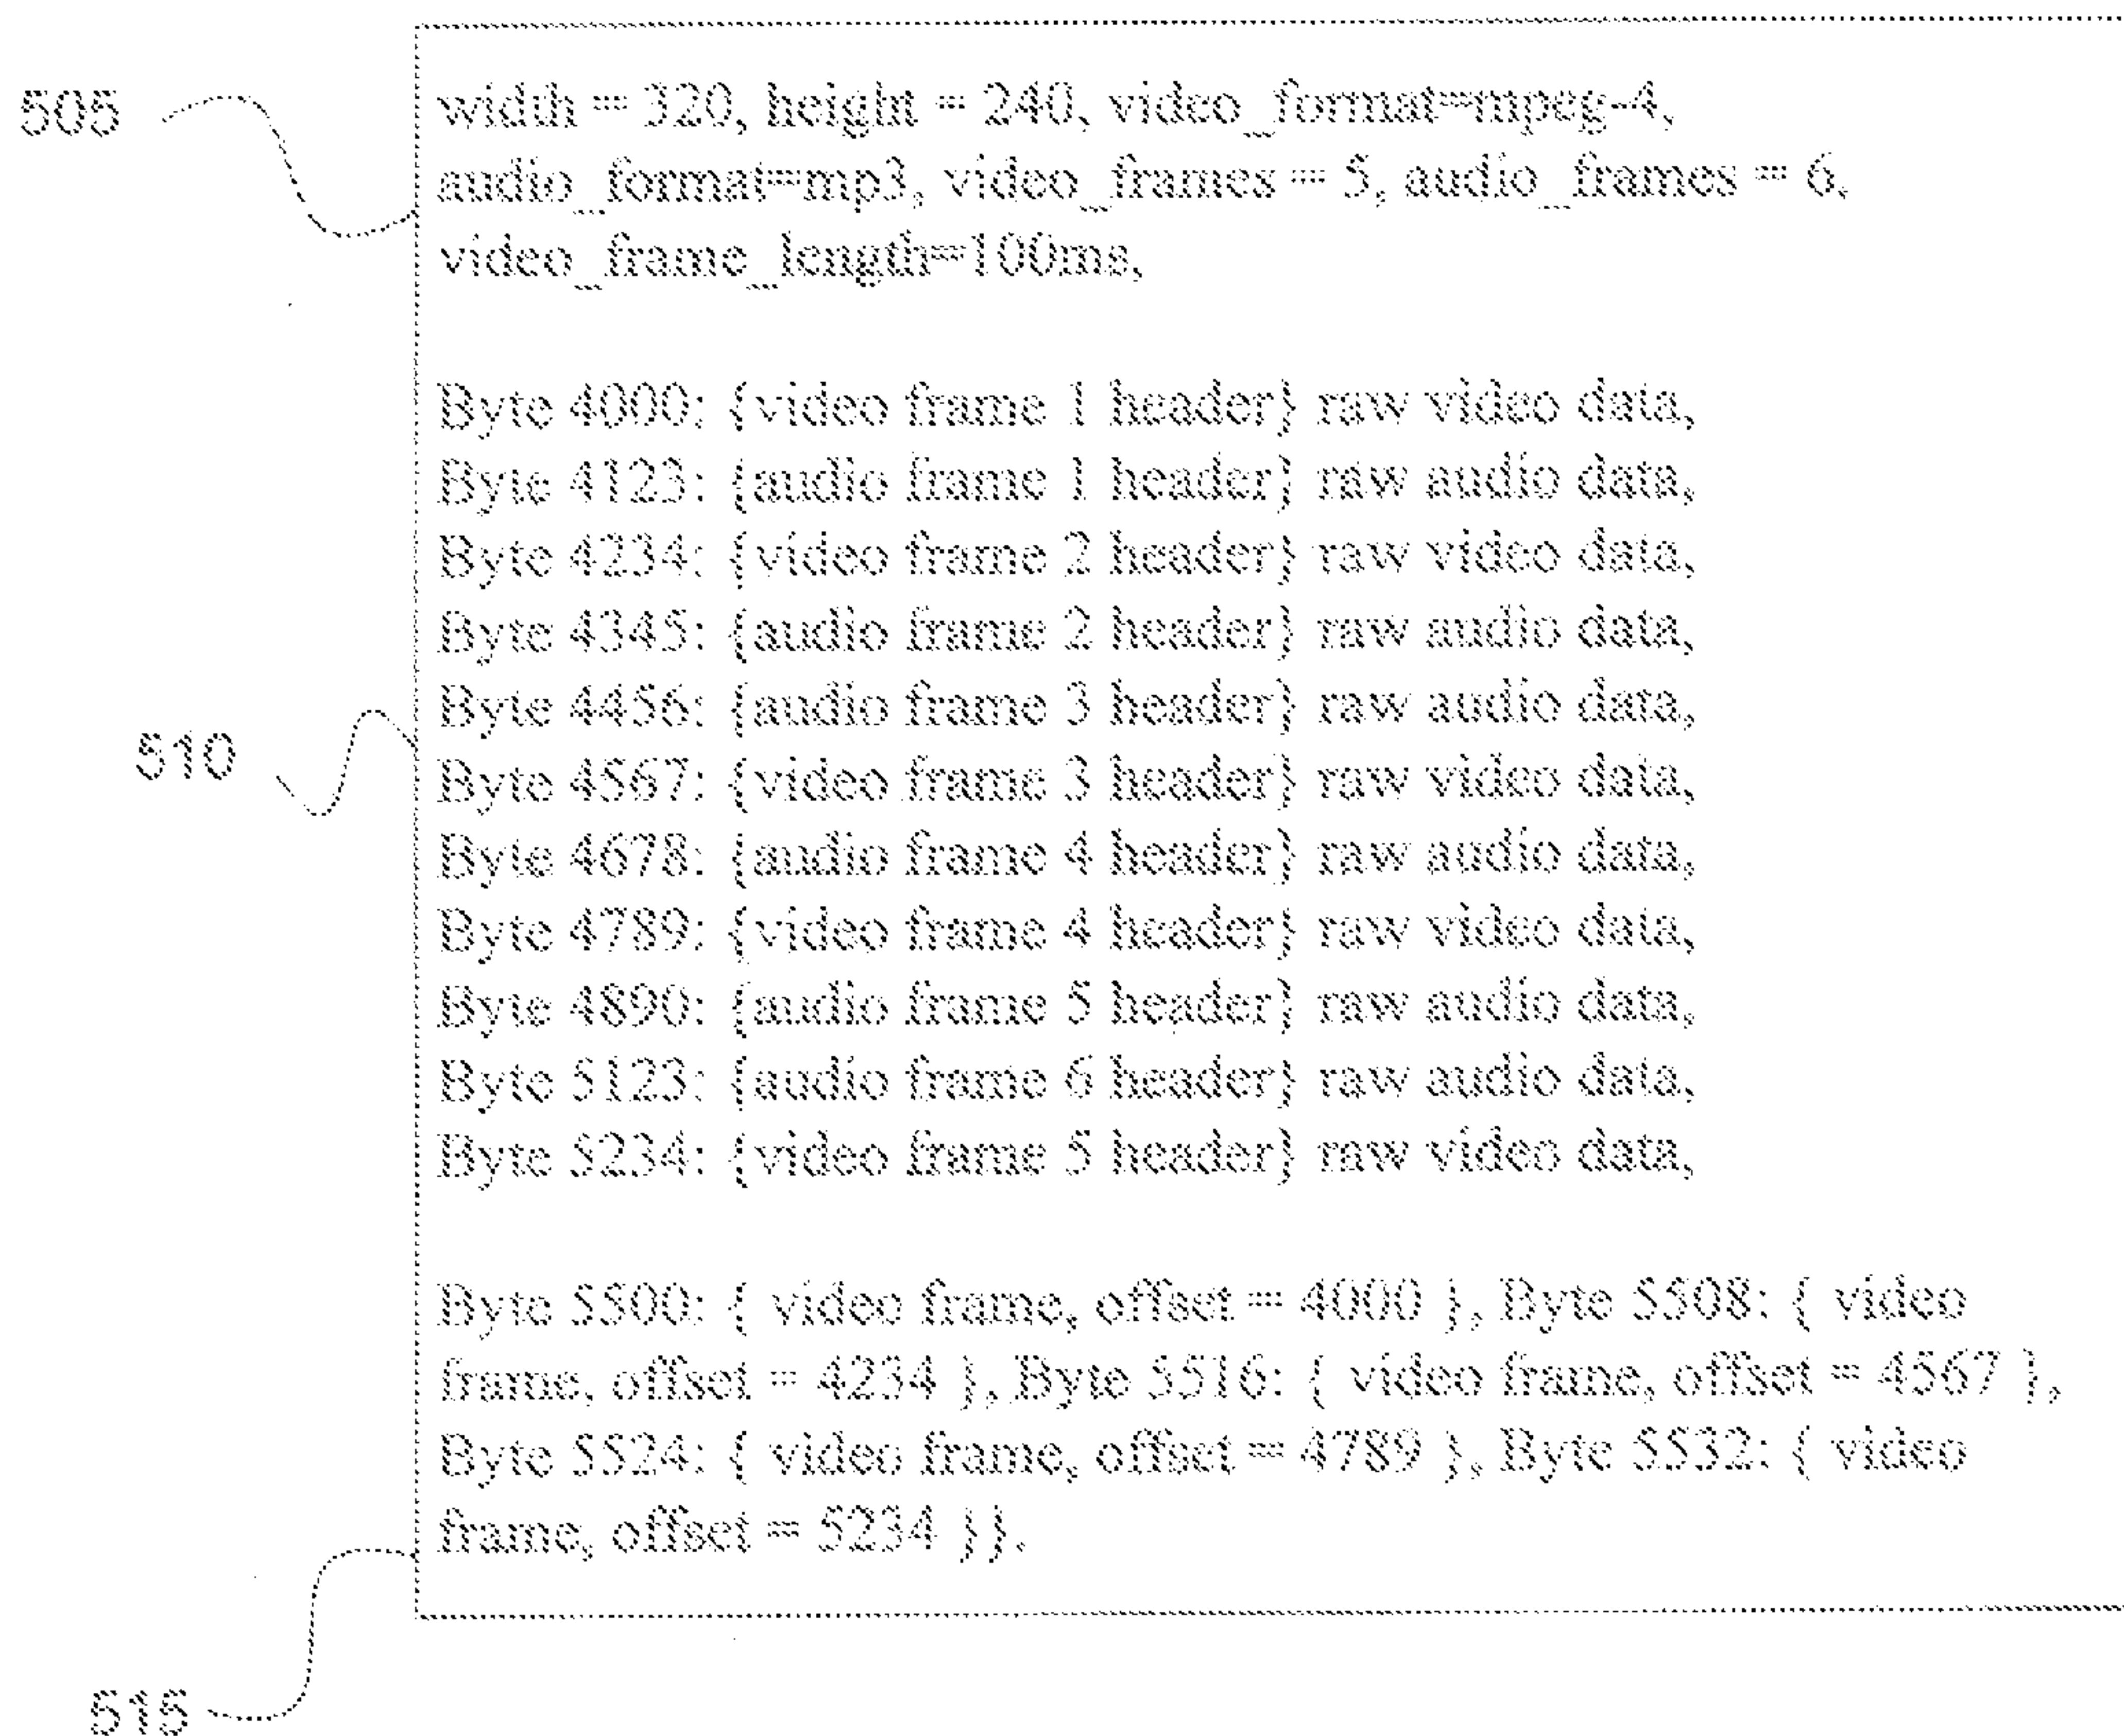 505
width = 320, height = 240, video_format=mpeg-4,
audio_format=mp3, video_frames = 5, audio_frames = 6,
video_frame_length=100ms,
Byte 4000: {video frame 1 header} raw video data,
Byte 4123: {audio frame 1 header} raw audio data,
Byte 4234: {video frame 2 header} raw video data,
Byte 4345: {audio frame 2 header} raw audio data,
Byte 4456: {audio frame 3 header} raw audio data,
510
Byte 4567: {video frame 3 header} raw video data,
Byte 4678: {audio frame 4 header} raw audio data,
Byte 4789: {video frame 4 header} raw video data,
Byte 4890: {audio frame 5 header} raw audio data,
Byte 5123: {audio frame 6 header} raw audio data,
Byte 5234: {video frame 5 header} raw video data,
Byte 5500: { video frame, offset = 4000 }, Byte 5508: { video
frame, offset = 4234 }, Byte 5516: { video frame, offset = 4567 },
Byte 5524: { video frame, offset = 4789 }, Byte 5532: { video
frame, offset = 5234 }}.
515